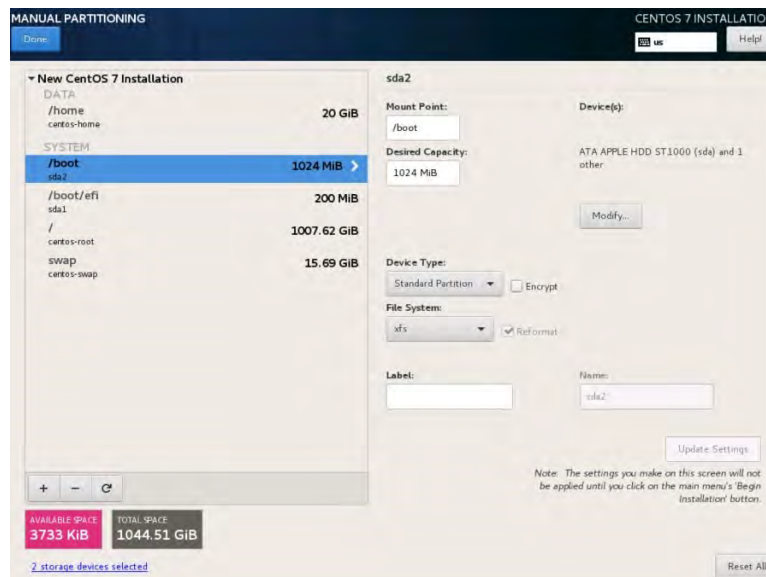 MANUAL PARTITIONING
CENTOS 7 INSTALLATIO
Done
us
Help!
New CentOS 7 Installation
DATA
/home
20 GiB
centos-home
SYSTEM
/boot
1024 MiB
sda2
/boot/efi
200 MiB
sda1
/
1007.62 GiB
centos-root
swap
15.69 GiB
centos-swap
+ −
AVAILABLE SPACE
3733 KiB
TOTAL SPACE
1044.51 GiB
2 storage devices selected
sda2
Mount Point:
/boot
Device(s):
Desired Capacity:
1024 MiB
ATA APPLE HDD ST1000 (sda) and 1
other
Modify...
Device Type:
Standard Partition
Encrypt
File System:
xfs
Reformat
Label:
Name:
sda2
Update Settings
Note: The settings you make on this screen will not
be applied until you click on the main menu's 'Begin
Installation' button.
Reset All